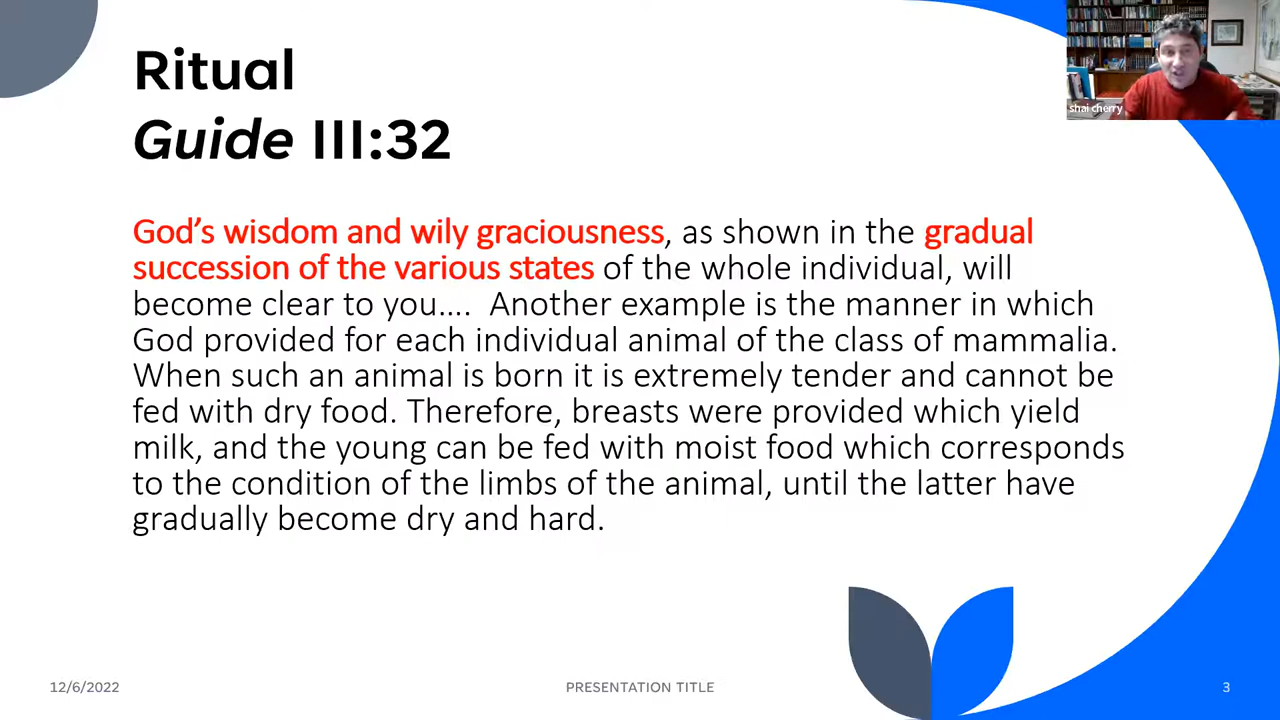 Ritual
Guide III:32
shai cherry
God's wisdom and wily graciousness, as shown in the gradual
succession of the various states of the whole individual, will
become clear to you.... Another example is the manner in which
God provided for each individual animal of the class of mammalia.
When such an animal is born it is extremely tender and cannot be
fed with dry food. Therefore, breasts were provided which yield
milk, and the young can be fed with moist food which corresponds
to the condition of the limbs of the animal, until the latter have
gradually become dry and hard.
12/6/2022
PRESENTATION TITLE
3